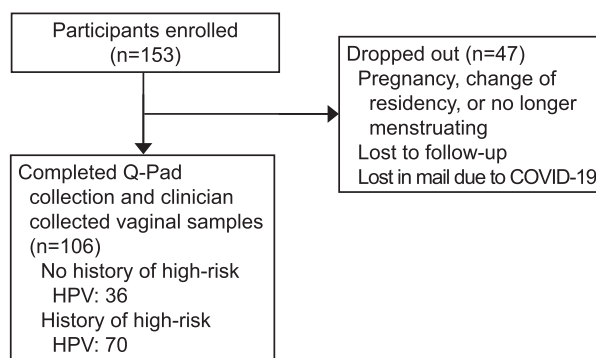 Participants enrolled
(n=153)
Dropped out (n=47)
Pregnancy, change of
residency, or no longer
menstruating
Lost to follow-up
Lost in mail due to COVID-19
Completed Q-Pad
collection and clinician
collected vaginal samples
(n=106)
No history of high-risk
HPV: 36
History of high-risk
HPV: 70